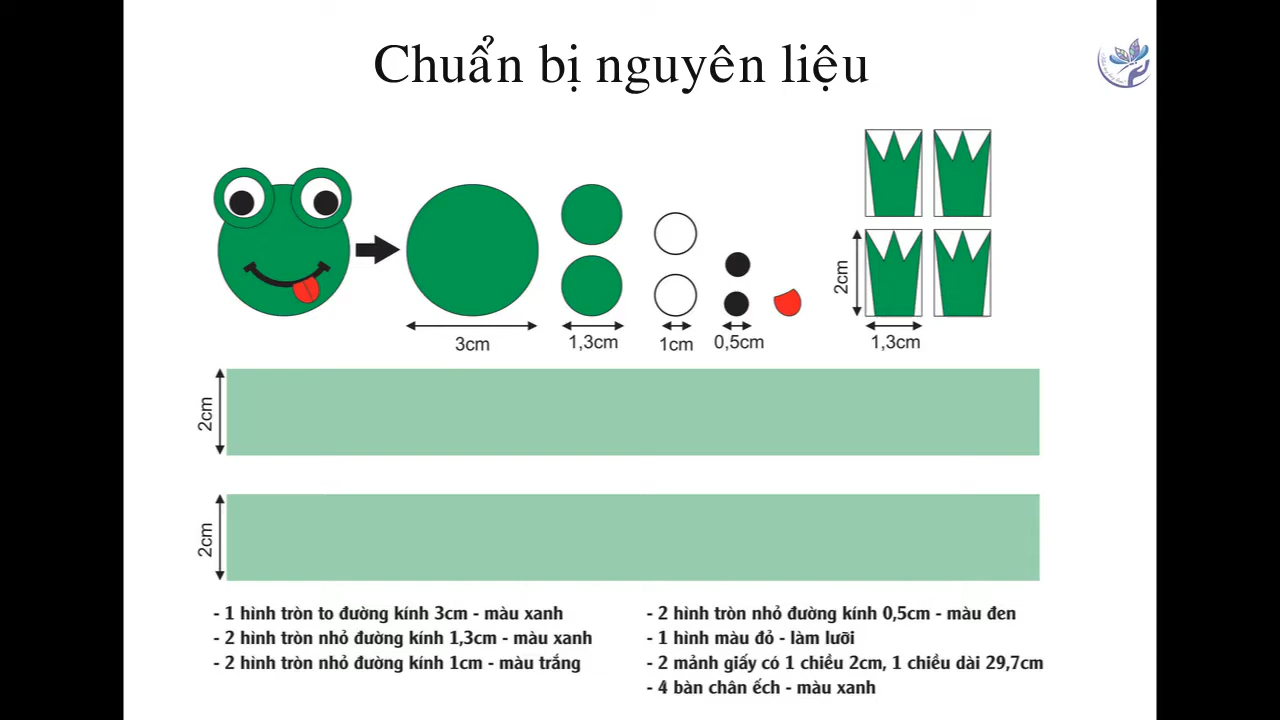 Chuẩn bị nguyên liệu
2cm
3cm
1,3cm
1cm
0,5cm
1,3cm
2cm
2cm
- 1 hình tròn to đường kính 3cm - màu xanh
- 2 hình tròn nhỏ đường kính 1,3cm - màu xanh
- 2 hình tròn nhỏ đường kính 1cm - màu trắng
- 2 hình tròn nhỏ đường kính 0,5cm - màu đen
- 1 hình màu đỏ - làm lưỡi
- 2 mảnh giấy có 1 chiều 2cm, 1 chiều dài 29,7cm
- 4 bàn chân ếch - màu xanh